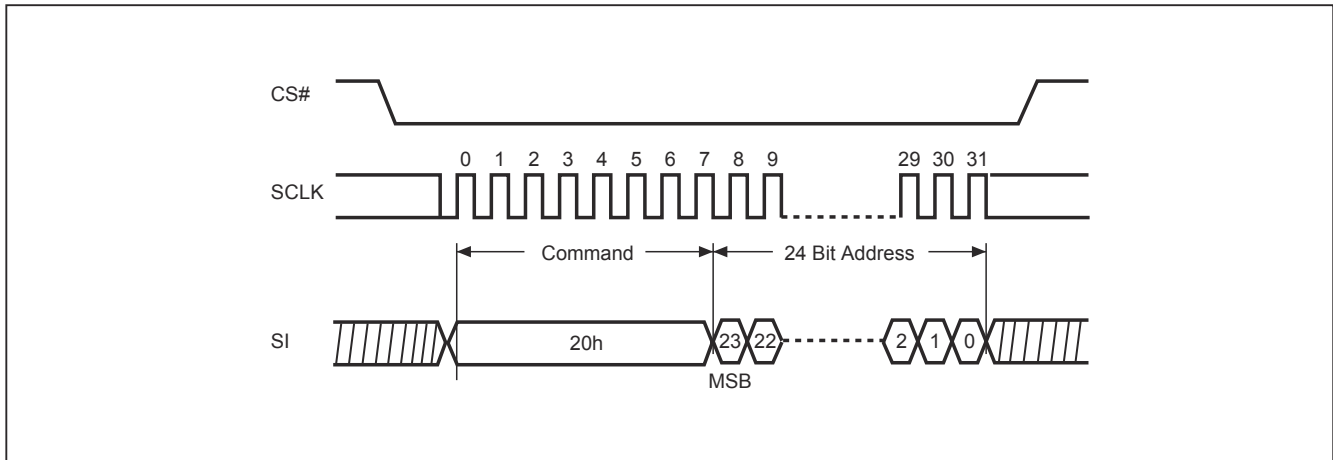 CS#
0 1 2 3 4 5 6 7 8 9 29 30 31
SCLK
Command 24 Bit Address
SI 20h 23 22 2 1 0
MSB